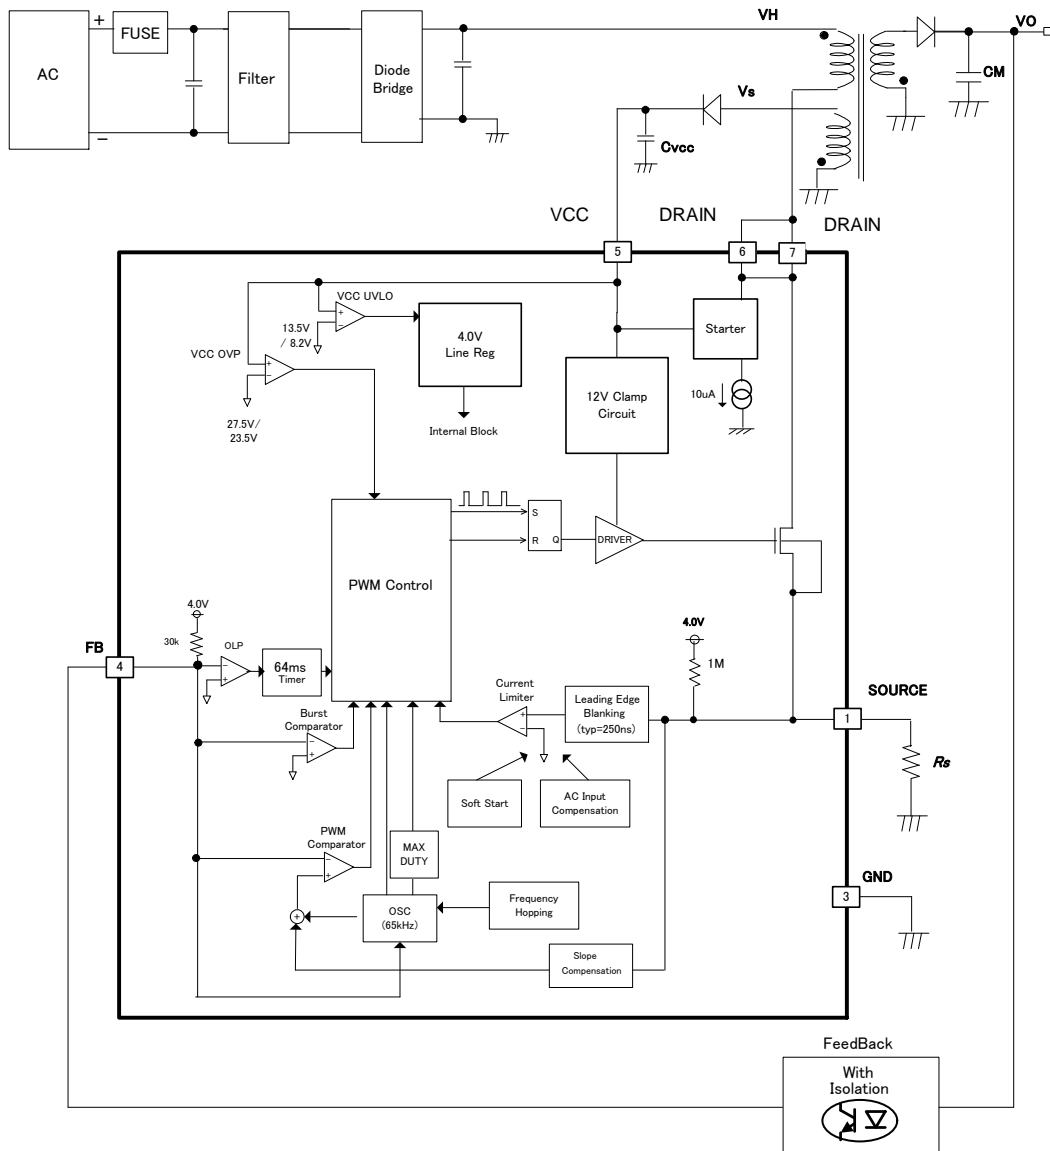 AC
+
−
FUSE
Filter
Diode
Bridge
VH
VO
CM
Vs
Cvcc
VCC
DRAIN
DRAIN
5
6
7
VCC UVLO
+
−
13.5V
/ 8.2V
4.0V
Line Reg
Internal Block
VCC OVP
+
−
27.5V/
23.5V
Starter
10uA
12V Clamp
Circuit
PWM Control
S
R
Q
DRIVER
4.0V
30k
FB
4
OLP
−
+
64ms
Timer
4.0V
1M
Current
Limiter
+
−
Leading Edge
Blanking
(typ=250ns)
SOURCE
1
Rs
Burst
Comparator
−
+
Soft Start
AC Input
Compensation
PWM
Comparator
−
+
MAX
DUTY
GND
3
+
OSC
(65kHz)
Frequency
Hopping
Slope
Compensation
FeedBack
With
Isolation